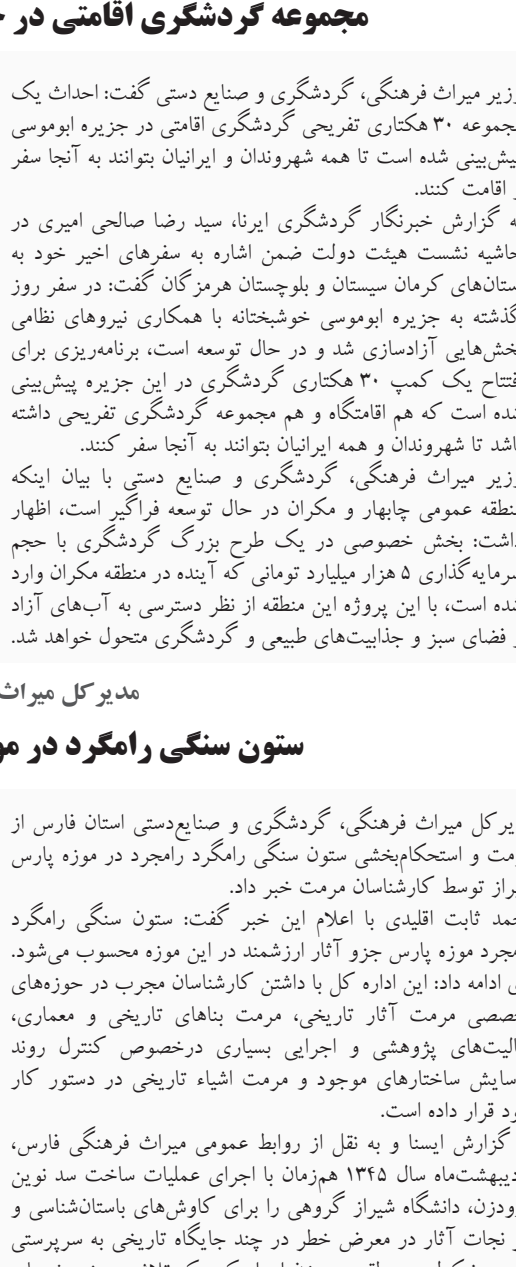 مجموعه گردشگری اقامتی در
وزیر میراث فرهنگی، گردشگری و صنایع دستی گفت: احداث یک
مجموعه ۳۰ هکتاری تفریحی گردشگری اقامتی در جزیره ابوموسی
پیش‌بینی شده است تا همه شهروندان و ایرانیان بتوانند به آنجا سفر
و اقامت کنند.
به گزارش خبرنگار گردشگری ایرنا، سید رضا صالحی امیری در
حاشیه نشست هیئت دولت ضمن اشاره به سفرهای اخیر خود به
استان‌های کرمان سیستان و بلوچستان هرمزگان گفت: در سفر روز
گذشته به جزیره ابوموسی خوشبختانه با همکاری نیروهای نظامی
بخش‌هایی آزادسازی شد و در حال توسعه است، برنامه‌ریزی برای
افتتاح یک کمپ ۳۰ هکتاری گردشگری در این جزیره پیش‌بینی
شده است که هم اقامتگاه و هم مجموعه گردشگری تفریحی داشته
باشد تا شهروندان و همه ایرانیان بتوانند به آنجا سفر کنند.
وزیر میراث فرهنگی، گردشگری و صنایع دستی با بیان اینکه
منطقه عمومی چابهار و مکران در حال توسعه فراگیر است، اظهار
داشت: بخش خصوصی در یک طرح بزرگ گردشگری با حجم
سرمایه‌گذاری ۵ هزار میلیارد تومانی که آینده در منطقه مکران وارد
شده است، با این پروژه این منطقه از نظر دسترسی به آب‌های آزاد
و فضای سبز و جذابیت‌های طبیعی و گردشگری متحول خواهد شد.
مدیرکل میراث
ستون سنگی رامگرد در
مدیرکل میراث فرهنگی، گردشگری و صنایع‌دستی استان فارس از
مرمت و استحکام‌بخشی ستون سنگی رامگرد رامجرد در موزه پارس
شیراز توسط کارشناسان مرمت خبر داد.
ثابت اقلیدی با اعلام این خبر گفت: ستون سنگی رامگرد
رامجرد موزه پارس جزو آثار ارزشمند در این موزه محسوب می‌شود.
وی ادامه داد: این اداره کل با داشتن کارشناسان مجرب در حوزه‌های
تخصصی مرمت آثار تاریخی، مرمت بناهای تاریخی و معماری،
فعالیت‌های پژوهشی و اجرایی بسیاری درخصوص کنترل روند
فرسایش ساختارهای موجود و مرمت اشیاء تاریخی در دستور کار
خود قرار داده است.
به گزارش ایسنا و به نقل از روابط عمومی میراث فرهنگی فارس،
اردیبهشت‌ماه سال ۱۳۴۵ هم‌زمان با اجرای عملیات ساخت سد نوین
درودزن، دانشگاه شیراز گروهی را برای کاوش‌های باستان‌شناسی و
نجات آثار در معرض خطر در چند جایگاه تاریخی به سرپرستی